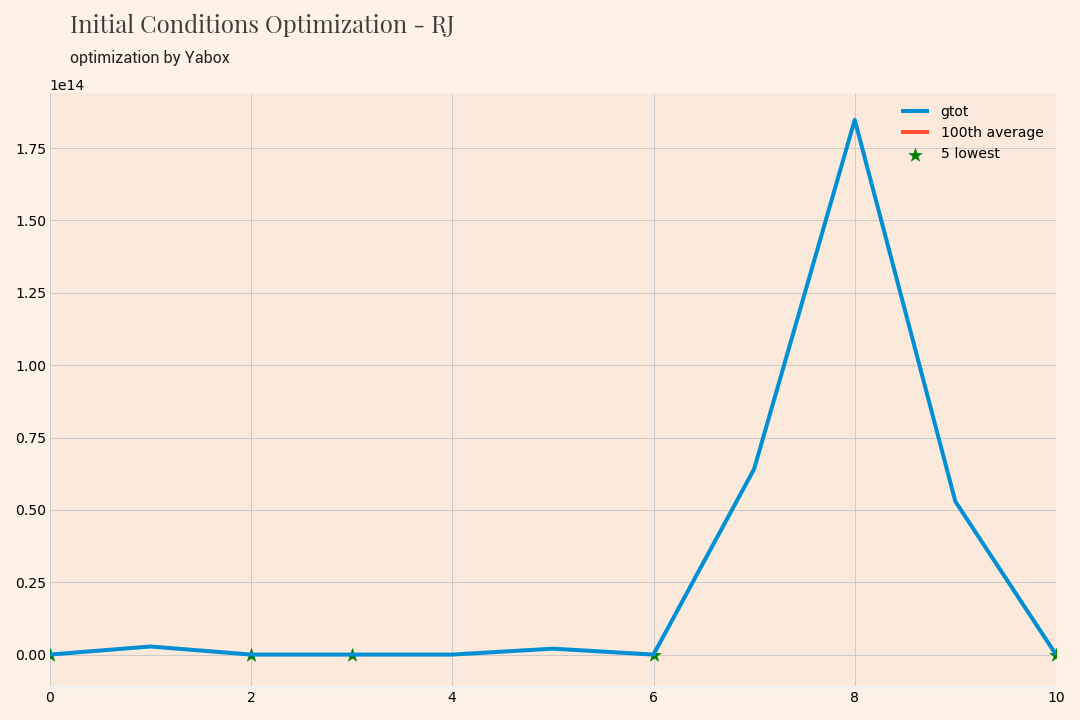 Initial Conditions Optimization - RJ
optimization by Yabox
1e14
gtot
100th average
5 lowest
1.75
1.50
1.25
1.00
0.75
0.50
0.25
0.00
0 2 4 6 8 10